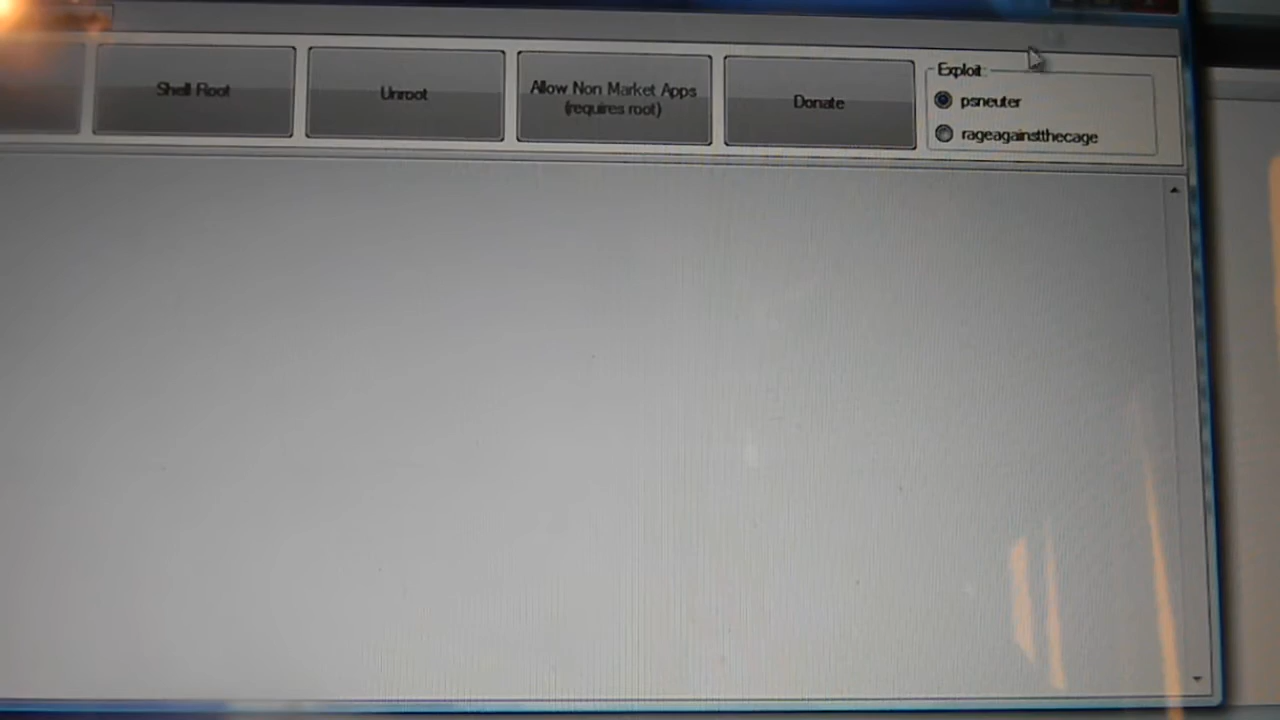 Shell Root
Unroot
Allow Non Market Apps
(requires root)
Donate
Exploit
psneuter
rageagainstthecage